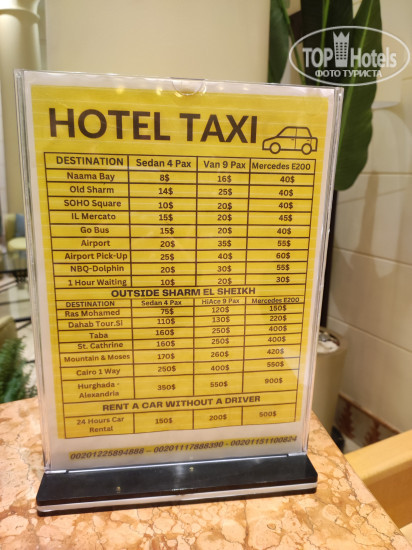 TOP Hotels
ФОТО ТУРИСТА
HOTEL TAXI
DESTINATION Sedan 4 Pax Van 9 Pax Mercedes E200
Naama Bay 8$ 16$ 40$
Old Sharm 14$ 25$ 40$
SOHO Square 10$ 20$ 40$
IL Mercato 15$ 20$ 45$
Go Bus 15$ 20$ 40$
Airport 20$ 35$ 55$
Airport Pick-Up 25$ 40$ 60$
NBQ-Dolphin 20$ 30$ 55$
1 Hour Waiting 10$ 20$ 30$
OUTSIDE SHARM EL SHEIKH
DESTINATION Sedan 4 Pax HiAce 9 Pax Mercedes E200
Ras Mohamed 75$ 120$ 150$
Dahab Tour.Sl 110$ 130$ 220$
Taba 160$ 250$ 400$
St. Cathrine 160$ 250$ 400$
Mountain & Moses 170$ 260$ 420$
Cairo 1 Way 250$ 400$ 550$
Hurghada - Alexandria 350$ 550$ 900$
RENT A CAR WITHOUT A DRIVER
24 Hours Car Rental 150$ 200$ 500$
00201225894888 - 00201117888390 - 00201151100824